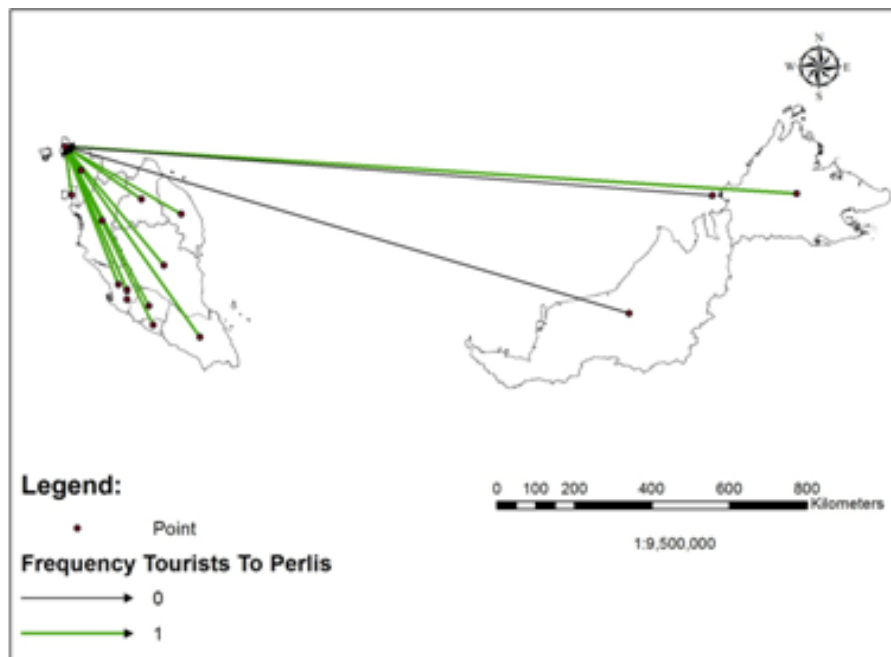 N
W E
S
Legend:
Point
Frequency Tourists To Perlis
0
1
0 100 200 400 600 800
Kilometers
1:9,500,000